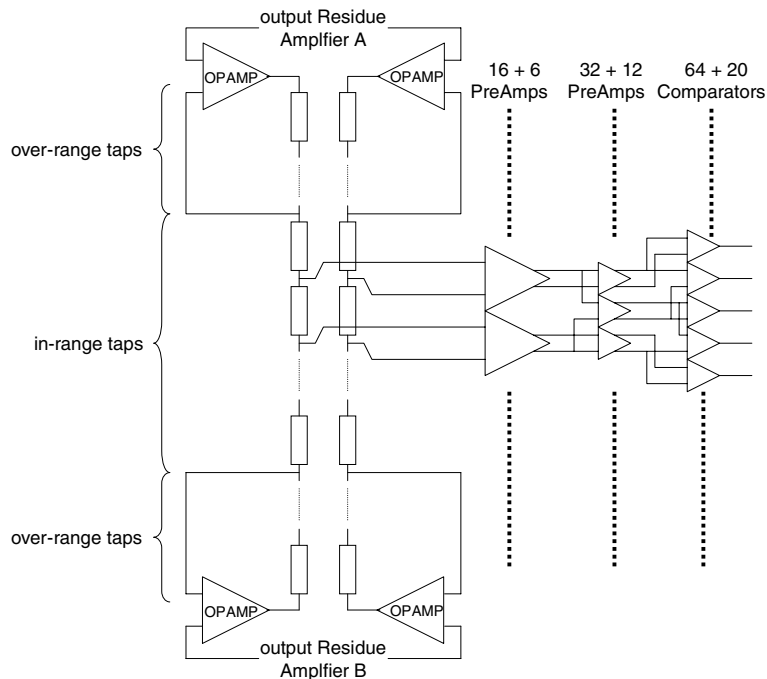 output Residue
Amplfier A
OPAMP
OPAMP
16 + 6
PreAmps
32 + 12
PreAmps
64 + 20
Comparators
over-range taps
in-range taps
over-range taps
OPAMP
OPAMP
output Residue
Amplfier B